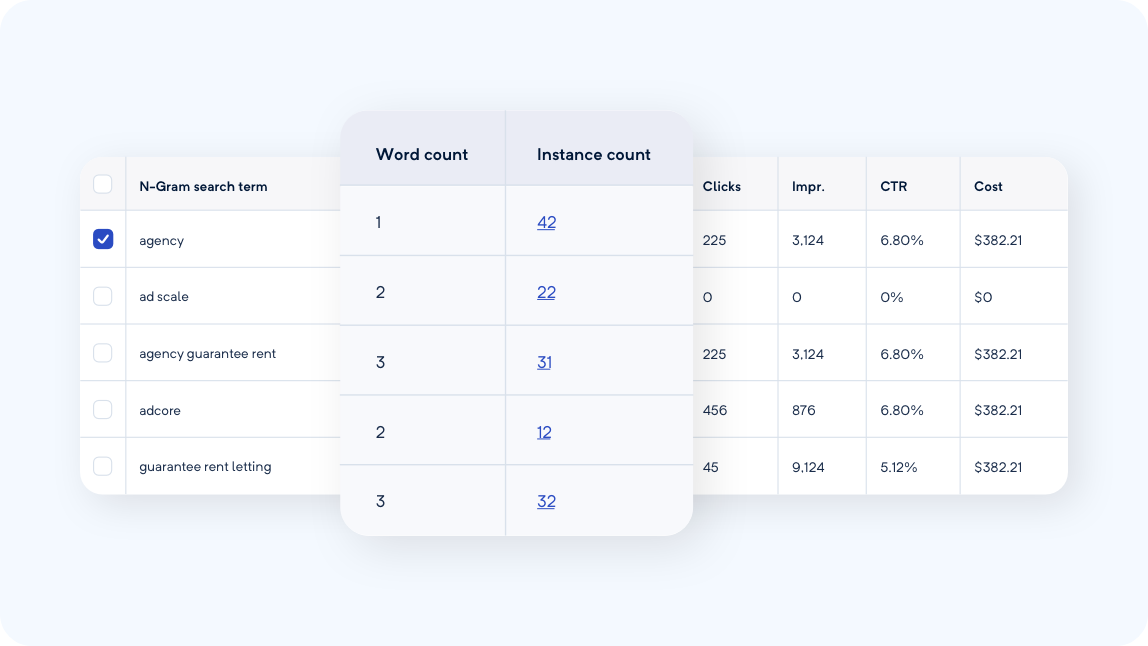 N-Gram search term Word count Instance count Clicks Impr. CTR Cost
agency 1 42 225 3,124 6.80% $382.21
ad scale 2 22 0 0 0% $0
agency guarantee rent 3 31 225 3,124 6.80% $382.21
adcore 2 12 456 876 6.80% $382.21
guarantee rent letting 3 32 45 9,124 5.12% $382.21